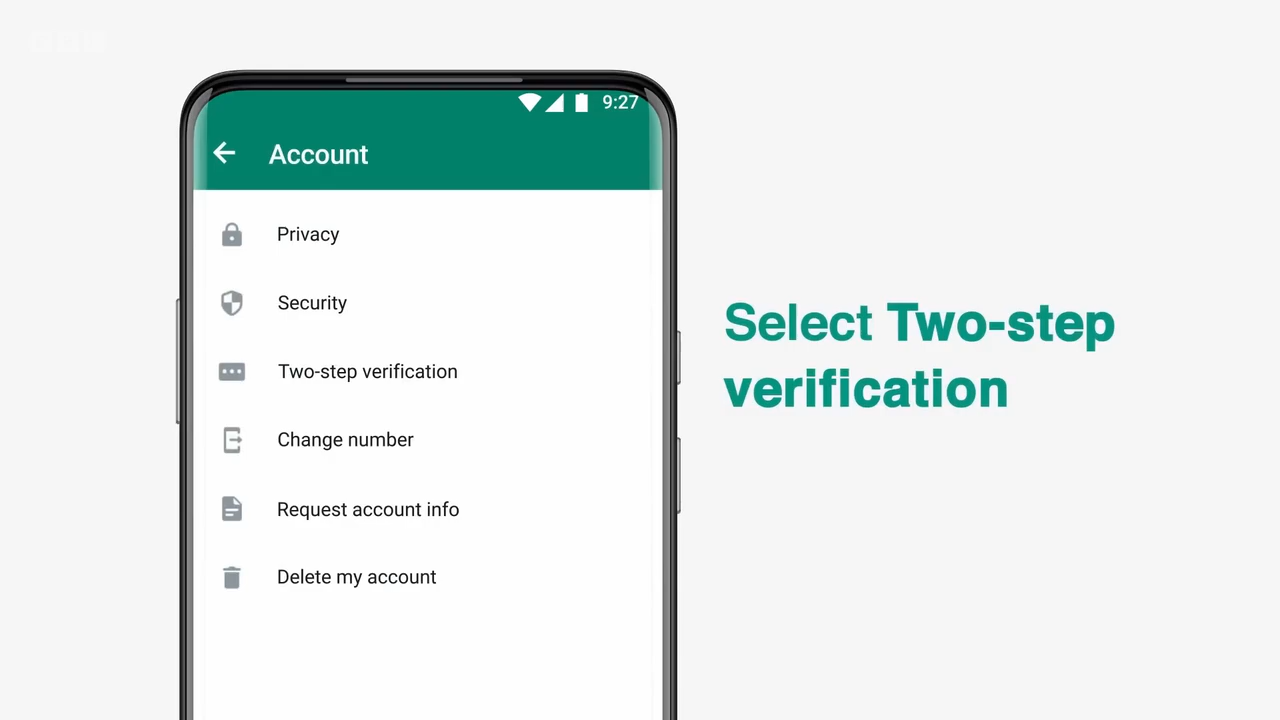 9:27
Account
Privacy
Security
Two-step verification
Change number
Request account info
Delete my account
Select Two-step
verification